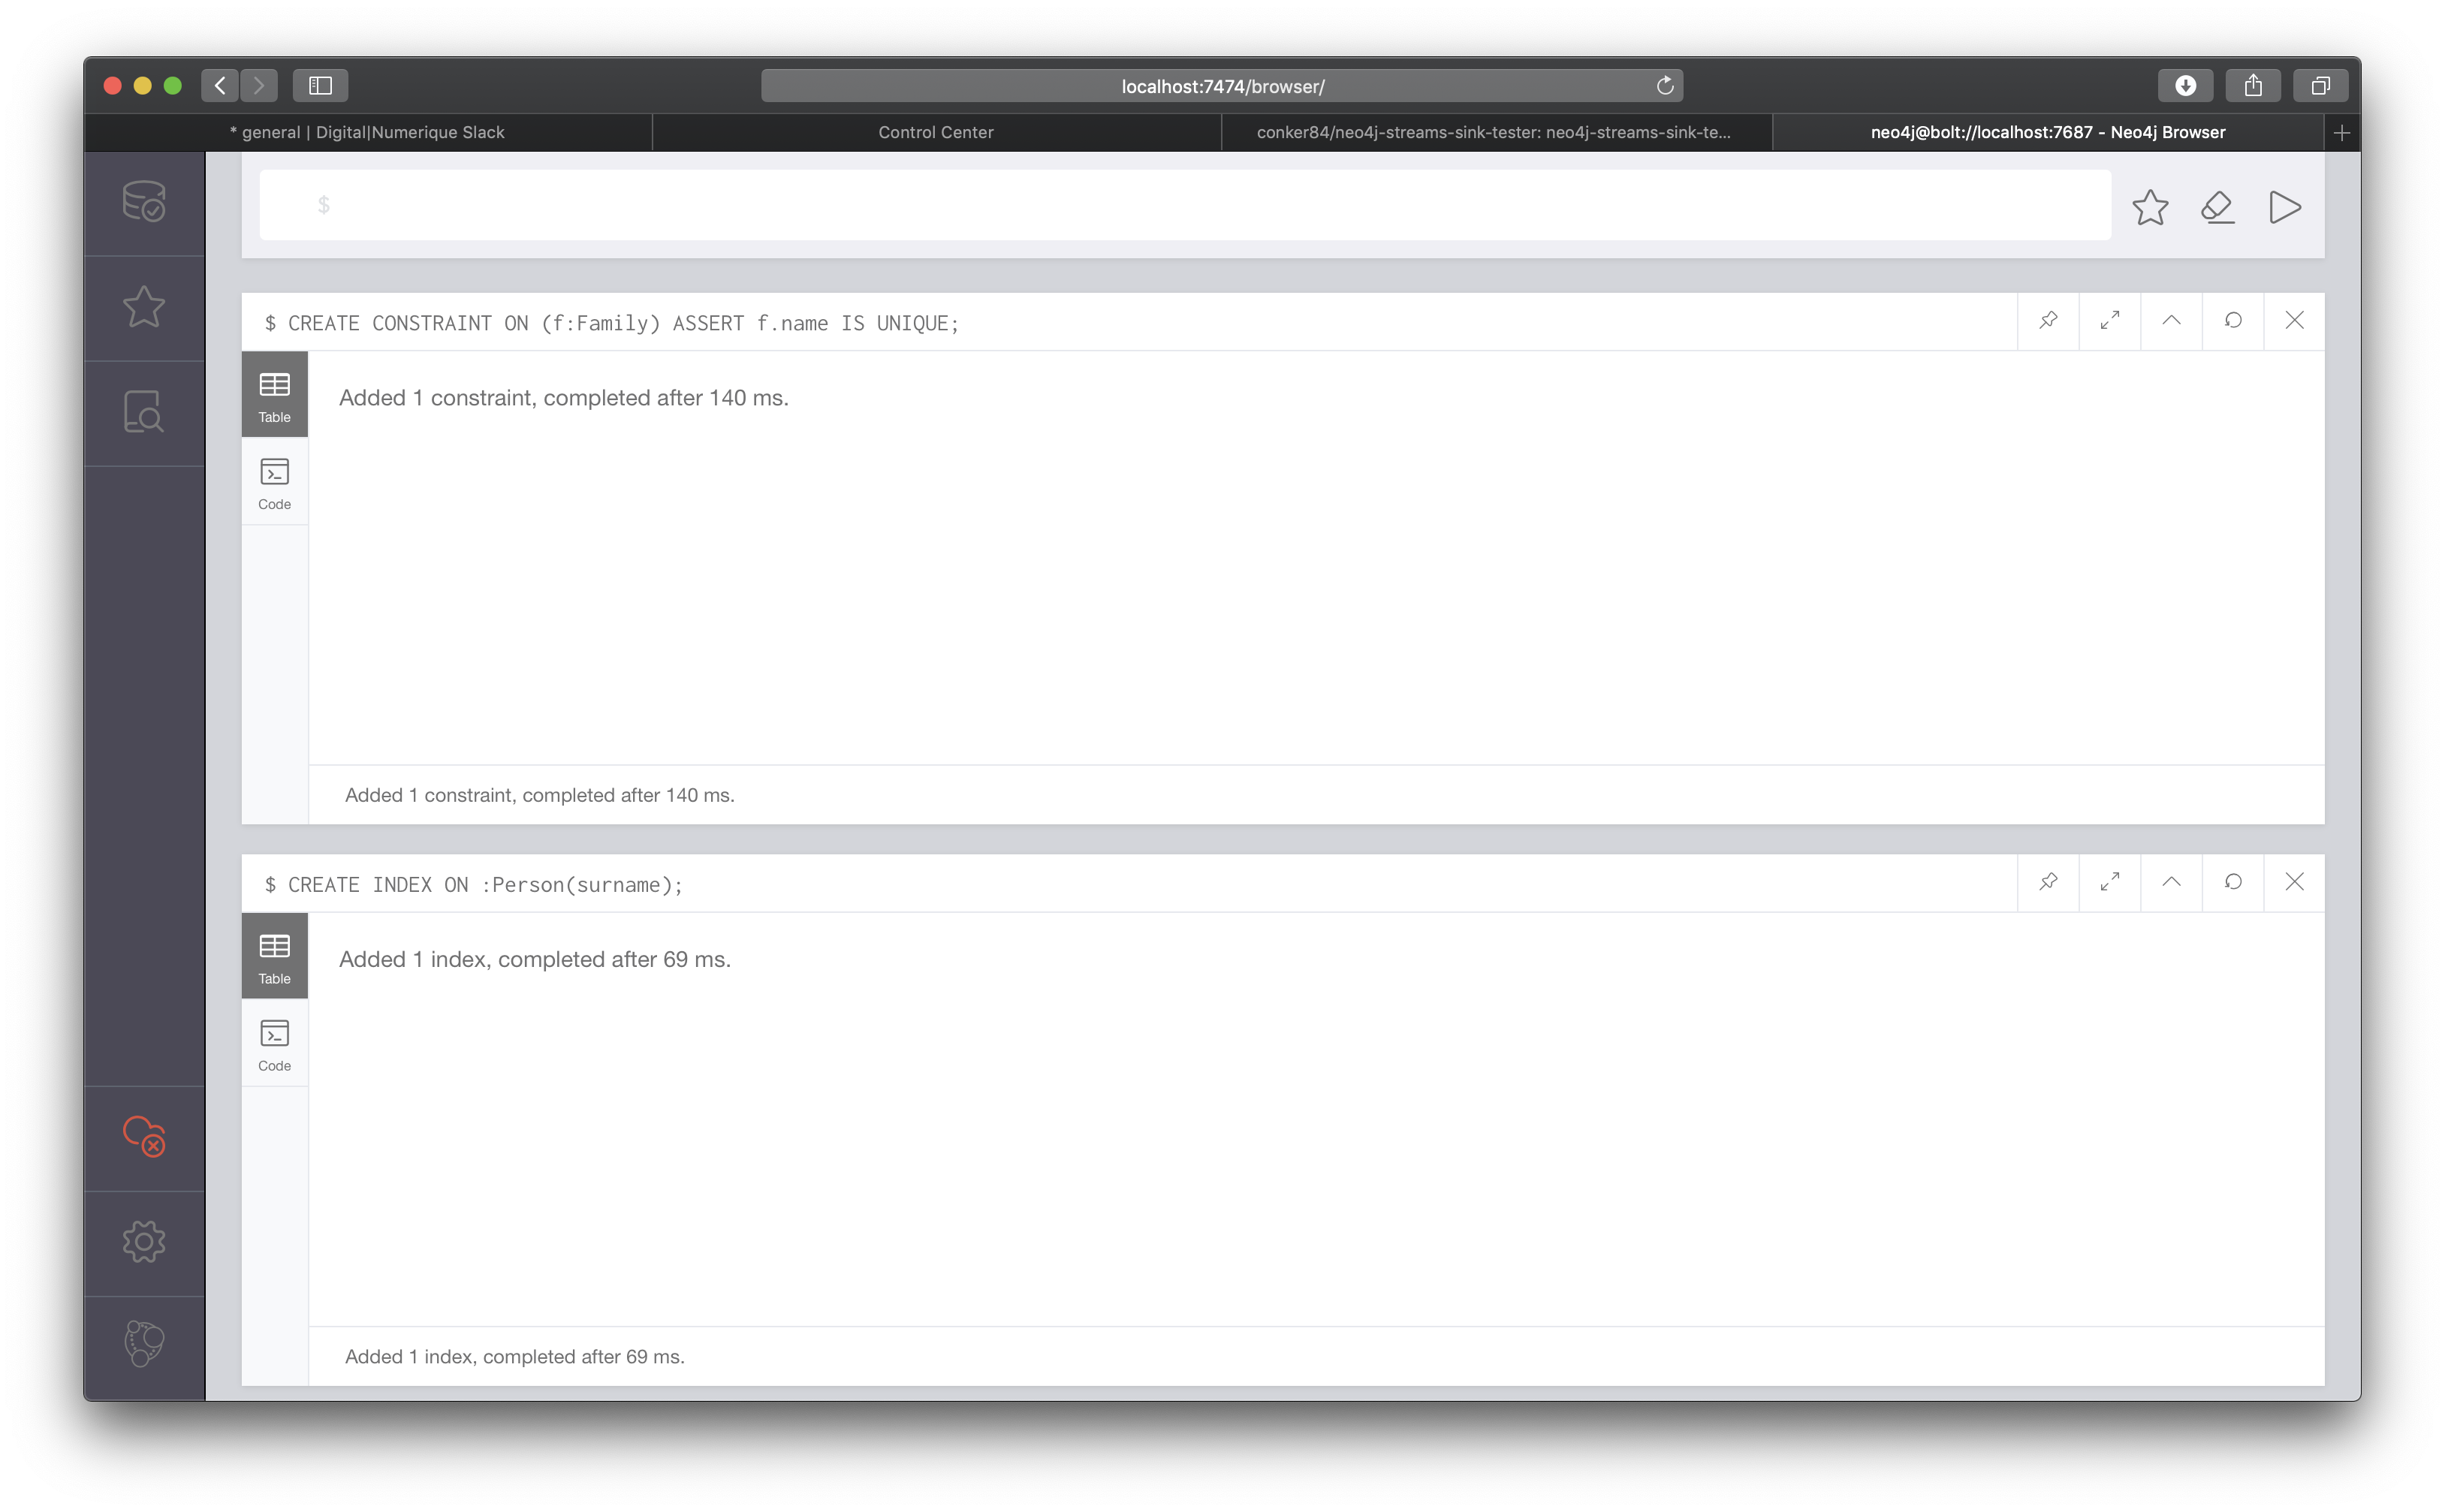 localhost:7474/browser/
* general | Digital|Numerique Slack
Control Center
conker84/neo4j-streams-sink-tester: neo4j-streams-sink-te...
neo4j@bolt://localhost:7687 - Neo4j Browser
$
$ CREATE CONSTRAINT ON (f:Family) ASSERT f.name IS UNIQUE;
Table
Added 1 constraint, completed after 140 ms.
Code
Added 1 constraint, completed after 140 ms.
$ CREATE INDEX ON :Person(surname);
Table
Added 1 index, completed after 69 ms.
Code
Added 1 index, completed after 69 ms.